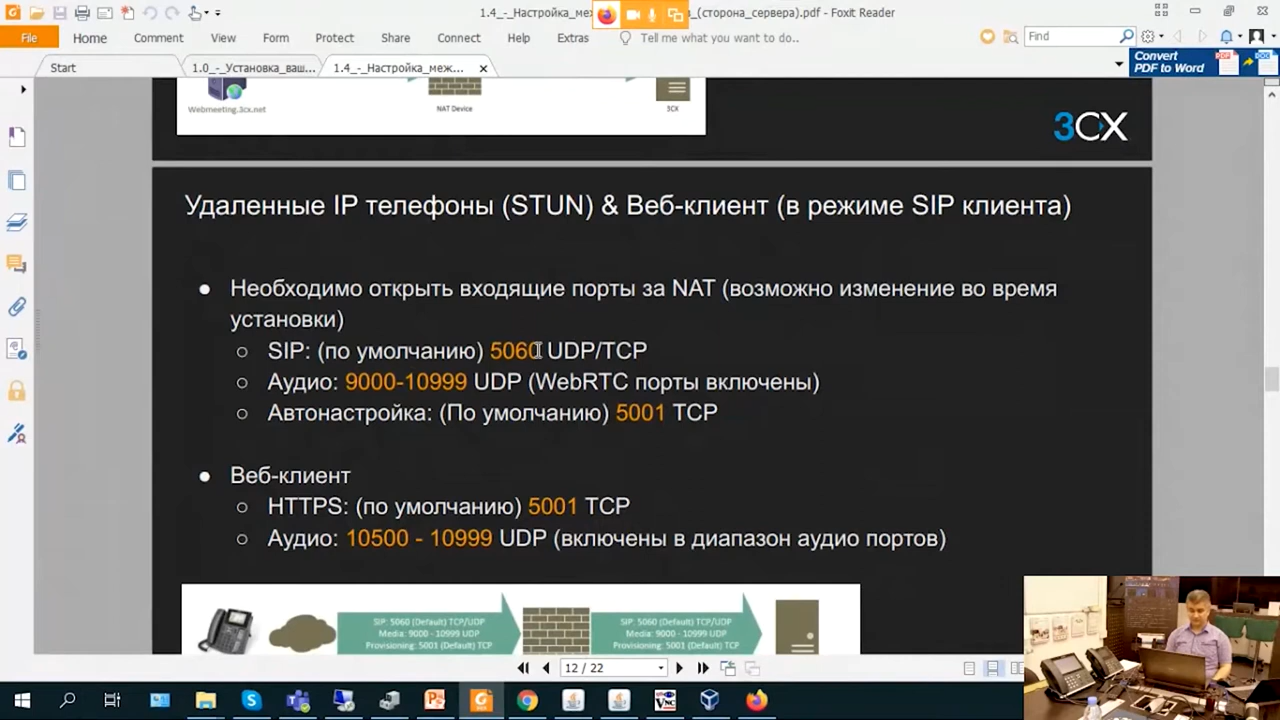 1.4_-_Настройка_меж
_(сторона_сервера).pdf - Foxit Reader
File Home Comment View Form Protect Share Connect Help Extras Tell me what you want to do.. Find
Start 1.0_-_Установка_ваш... 1.4_-_Настройка_меж...
Convert
PDF to Word
Webmeeting.3cx.net NAT Device 3CX
3CX
Удаленные IP телефоны (STUN) & Веб-клиент (в режиме SIP клиента)
● Необходимо открыть входящие порты за NAT (возможно изменение во время
установки)
○ SIP: (по умолчанию) 5060 UDP/TCP
○ Аудио: 9000-10999 UDP (WebRTC порты включены)
○ Автонастройка: (По умолчанию) 5001 TCP
● Веб-клиент
○ HTTPS: (по умолчанию) 5001 TCP
○ Аудио: 10500 - 10999 UDP (включены в диапазон аудио портов)
SIP: 5060 (Default) TCP/UDP
Media: 9000 - 10999 UDP
Provisioning: 5001 (Default) TCP
SIP: 5060 (Default) TCP/UDP
Media: 9000 - 10999 UDP
Provisioning: 5001 (Default) TCP
12 / 22